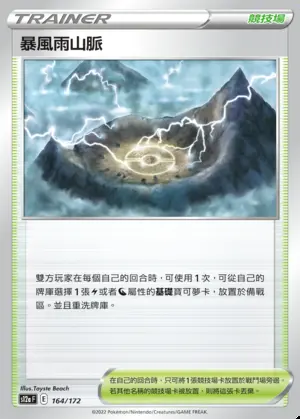 TRAINER 競技場
暴風雨山脈
雙方玩家在每個自己的回合時，可使用1次，可從自己的
牌庫選擇1張或者屬性的基礎寶可夢卡，放置於備戰
區。並且重洗牌庫。
Illus.Tayste Beach
S12a F E 164/172
在自己的回合時，只可將1張競技場卡放置於戰鬥場旁邊。
若其他名稱的競技場卡被放置，則將這張卡丟棄。
©2022 Pokémon/Nintendo/Creatures/GAME FREAK.